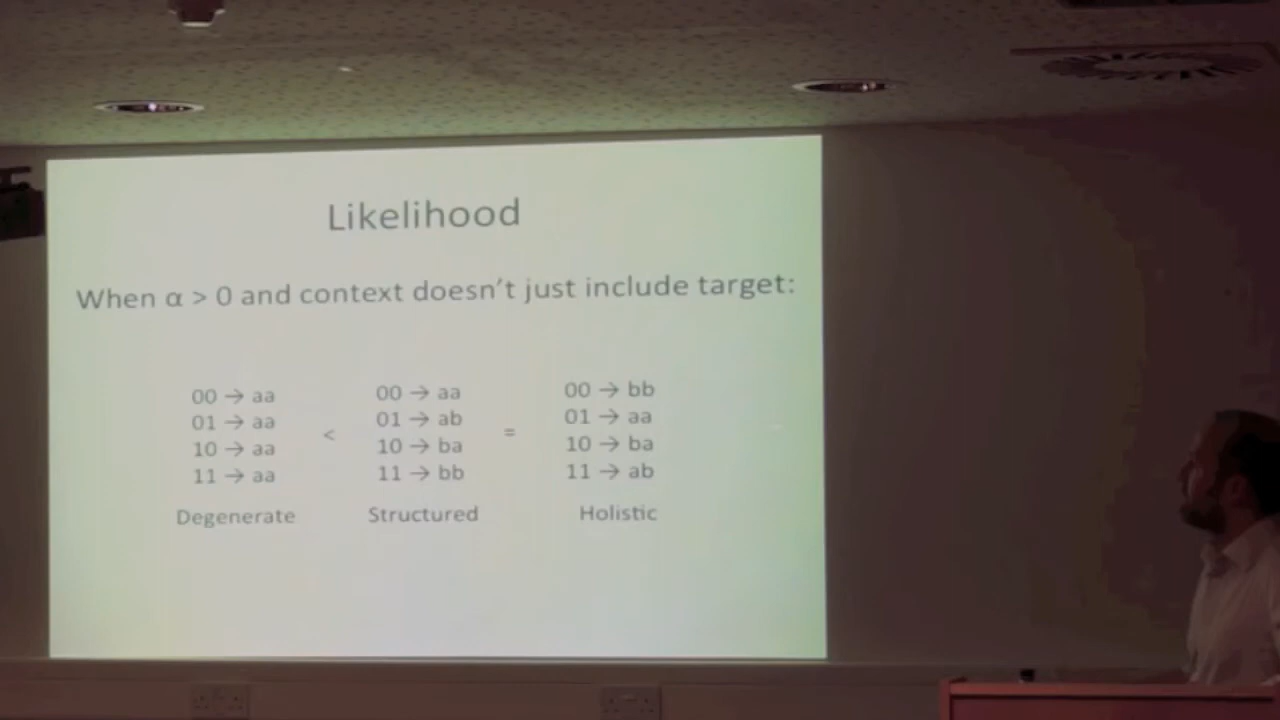 Likelihood
When α > 0 and context doesn't just include target:
00 → aa 00 → aa 00 → bb
01 → aa 01 → ab 01 → aa
< =
10 → aa 10 → ba 10 → ba
11 → aa 11 → bb 11 → ab
Degenerate Structured Holistic